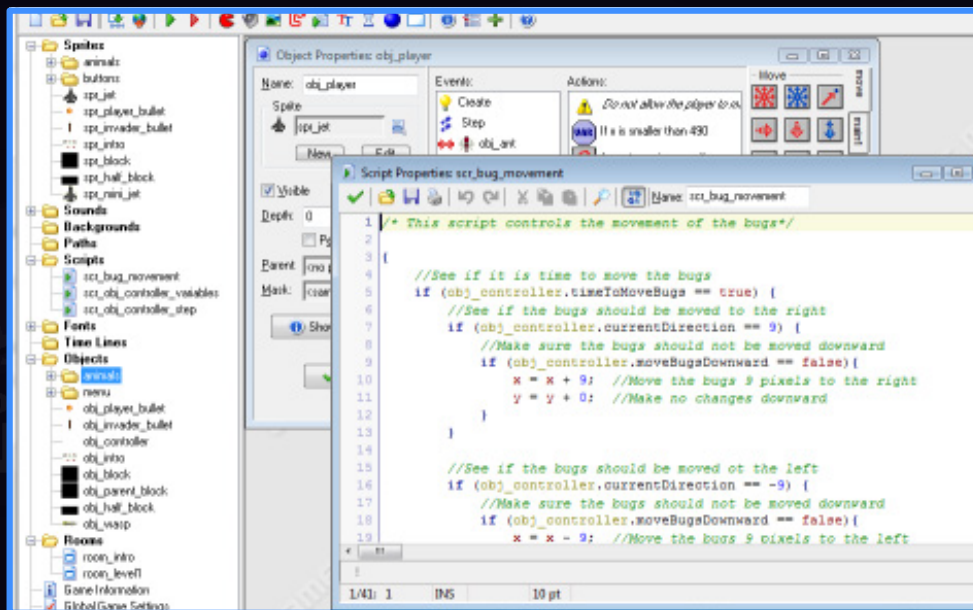 Sprites
animals
buttons
spr_jet
spr_player_bullet
spr_invader_bullet
spr_intro
spr_block
spr_half_block
spr_mini_jet
Sounds
Backgrounds
Paths
Scripts
scr_bug_movement
scr_obj_controller_variables
scr_obj_controller_step
Fonts
Time Lines
Objects
animals
menu
obj_player_bullet
obj_invader_bullet
obj_controller
obj_intro
obj_block
obj_parent_block
obj_half_block
obj_wasp
Rooms
room_intro
room_level1
Game Information
Global Game Settings
Object Properties: obj_player
Name: obj_player
Sprite
spr_jet
New Edit
Visible
Depth: 0
Parent
Mask:
Events:
Create
Step
obj_ant
Actions:
Do not allow the player to
VAR If x is smaller than 490
Move
move
main1
Script Properties: scr_bug_movement
Name: scr_bug_movement
1 /* This script controls the movement of the bugs*/
2
3 {
4 //See if it is time to move the bugs
5 if (obj_controller.timeToMoveBugs == true) {
6 //See if the bugs should be moved to the right
7 if (obj_controller.currentDirection == 9) {
8 //Make sure the bugs should not be moved downward
9 if (obj_controller.moveBugsDownward == false){
10 x = x + 9; //Move the bugs 9 pixels to the right
11 y = y + 0; //Make no changes downward
12 }
13 }
14
15 //See if the bugs should be moved ot the left
16 if (obj_controller.currentDirection == -9) {
17 //Make sure the bugs should not be moved downward
18 if (obj_controller.moveBugsDownward == false){
19 x = x - 9; //Move the bugs 9 pixels to the left
1/41: 1 INS 10 pt